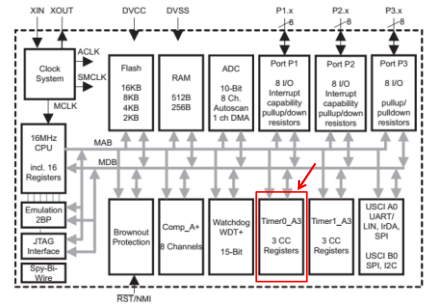 XIN XOUT DVCC DVSS P1.x P2.x P3.x
8 8 8
Clock
System
ACLK
SMCLK
MCLK
Flash
16KB
8KB
4KB
2KB
RAM
512B
256B
ADC
10-Bit
8 Ch.
Autoscan
1 ch DMA
Port P1
8 I/O
Interrupt
capability
pullup/down
resistors
Port P2
8 I/O
Interrupt
capability
pullup/down
resistors
Port P3
8 I/O
pullup/
pulldown
resistors
16MHz
CPU
incl. 16
Registers
MAB
MDB
Emulation
2BP
JTAG
Interface
Spy-Bi-
Wire
Brownout
Protection
Comp_A+
8 Channels
Watchdog
WDT+
15-Bit
Timer0_A3
3 CC
Registers
Timer1_A3
3 CC
Registers
USCI A0
UART/
LIN, IrDA,
SPI
USCI B0
SPI, I2C
RST/NMI